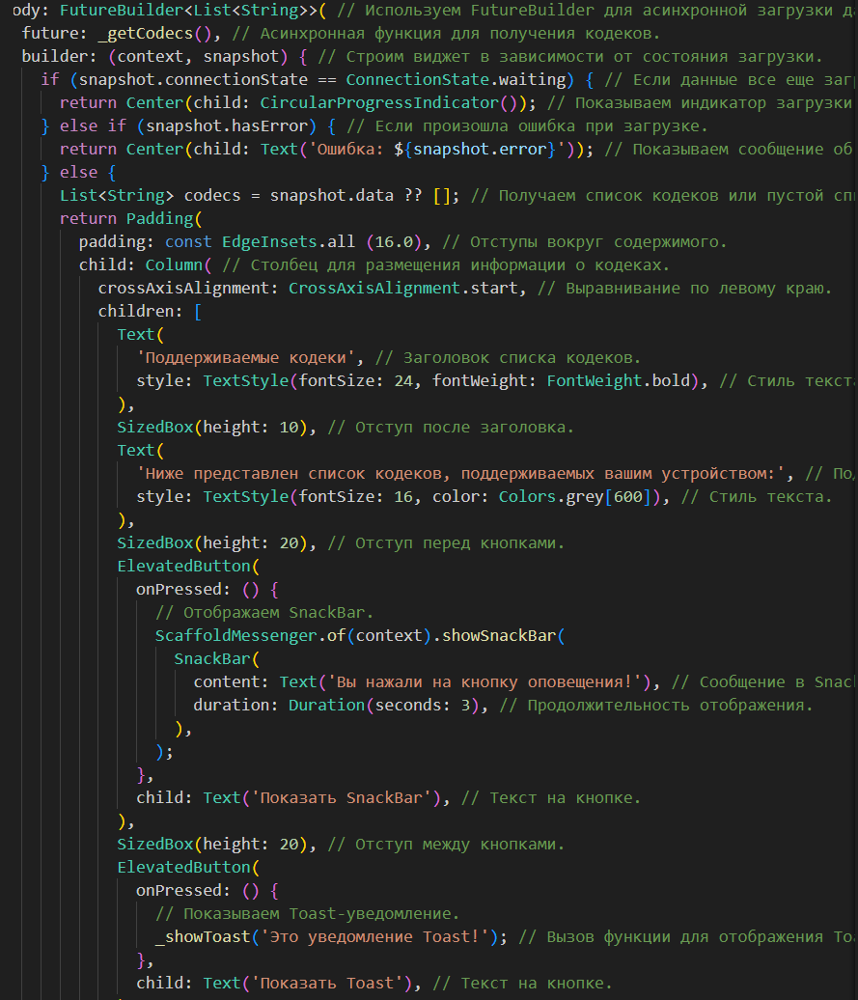 ody: FutureBuilder<List<String>>( // Используем FutureBuilder для асинхронной загрузки
future: _getCodecs(), // Асинхронная функция для получения кодеков.
builder: (context, snapshot) { // Строим виджет в зависимости от состояния загрузки.
if (snapshot.connectionState == ConnectionState.waiting) { // Если данные все еще
return Center(child: CircularProgressIndicator()); // Показываем индикатор загрузки
} else if (snapshot.hasError) { // Если произошла ошибка при загрузке.
return Center(child: Text('Ошибка: ${snapshot.error}')); // Показываем сообщение об
} else {
List<String> codecs = snapshot.data ?? []; // Получаем список кодеков или пустой
return Padding(
padding: const EdgeInsets.all (16.0), // Отступы вокруг содержимого.
child: Column( // Столбец для размещения информации о кодеках.
crossAxisAlignment: CrossAxisAlignment.start, // Выравнивание по левому краю.
children: [
Text(
'Поддерживаемые кодеки', // Заголовок списка кодеков.
style: TextStyle(fontSize: 24, fontWeight: FontWeight.bold), // Стиль текст
),
SizedBox(height: 10), // Отступ после заголовка.
Text(
'Ниже представлен список кодеков, поддерживаемых вашим устройством:', // По
style: TextStyle(fontSize: 16, color: Colors.grey[600]), // Стиль текста.
),
SizedBox(height: 20), // Отступ перед кнопками.
ElevatedButton(
onPressed: () {
// Отображаем SnackBar.
ScaffoldMessenger.of(context).showSnackBar(
SnackBar(
content: Text('Вы нажали на кнопку оповещения!'), // Сообщение в Snac
duration: Duration(seconds: 3), // Продолжительность отображения.
),
);
},
child: Text('Показать SnackBar'), // Текст на кнопке.
),
SizedBox(height: 20), // Отступ между кнопками.
ElevatedButton(
onPressed: () {
// Показываем Toast-уведомление.
_showToast('Это уведомление Toast!'); // Вызов функции для отображения To
},
child: Text('Показать Toast'), // Текст на кнопке.